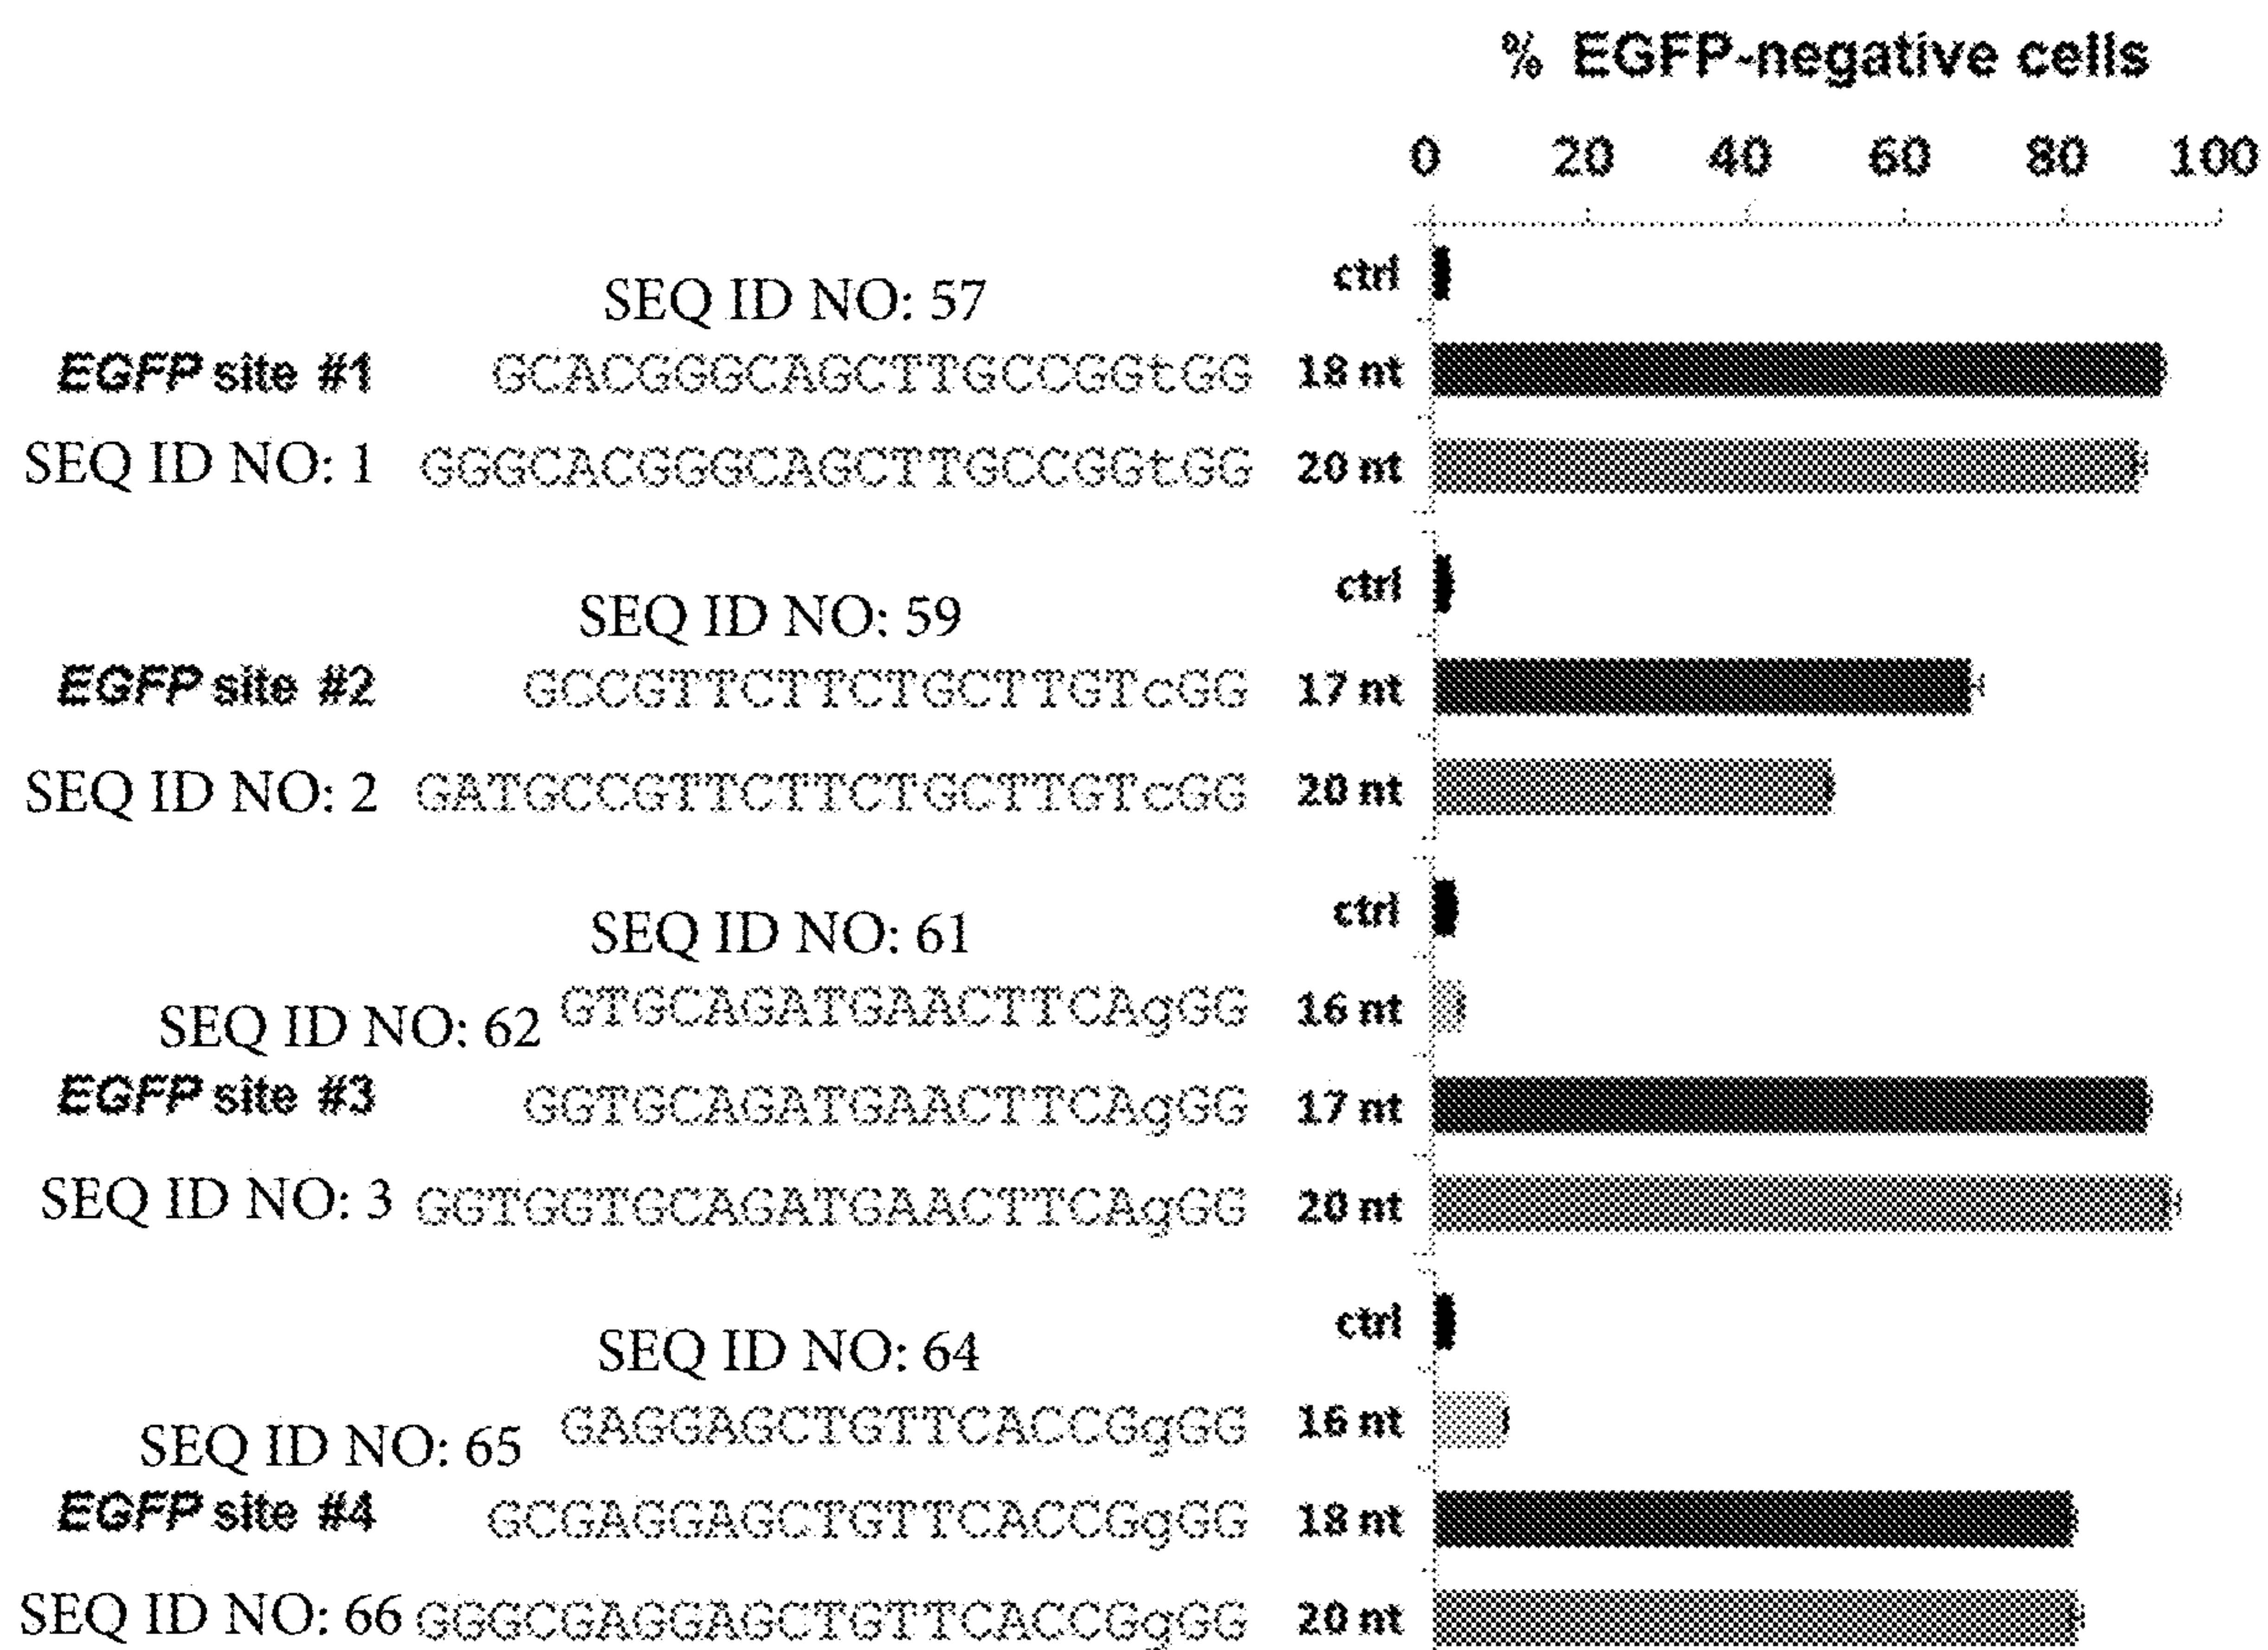 % EGFP-negative cells
0 20 40 60 80 100
ctrl
SEQ ID NO: 57
EGFP site #1 GCACGGGCAGCTTGCCGGtGG 18 nt
SEQ ID NO: 1 GGGCACGGGCAGCTTGCCGGtGG 20 nt
ctrl
SEQ ID NO: 59
EGFP site #2 GCCGTTCTTCTGCTTGTcGG 17 nt
SEQ ID NO: 2 GATGCCGTTCTTCTGCTTGTcGG 20 nt
ctrl
SEQ ID NO: 61
GTGCAGATGAACTTCAgGG 16 nt
SEQ ID NO: 62
EGFP site #3 GGTGCAGATGAACTTCAgGG 17 nt
SEQ ID NO: 3 GGTGGTGCAGATGAACTTCAgGG 20 nt
ctrl
SEQ ID NO: 64
GAGGAGCTGTTCACCGgGG 16 nt
SEQ ID NO: 65
EGFP site #4 GCGAGGAGCTGTTCACCGgGG 18 nt
SEQ ID NO: 66 GGGCGAGGAGCTGTTCACCGgGG 20 nt